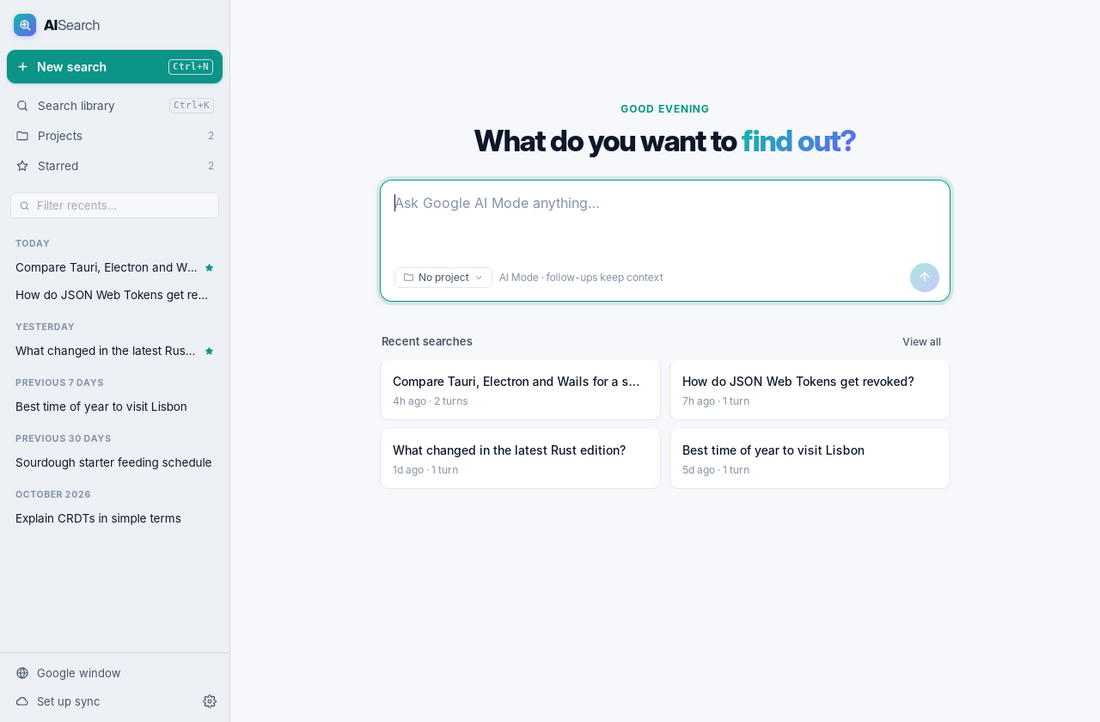 AISearch
New search Ctrl+N
Search library Ctrl+K
Projects 2
Starred 2
Filter recents...
TODAY
Compare Tauri, Electron and W...
How do JSON Web Tokens get re...
YESTERDAY
What changed in the latest Rus...
PREVIOUS 7 DAYS
Best time of year to visit Lisbon
PREVIOUS 30 DAYS
Sourdough starter feeding schedule
OCTOBER 2026
Explain CRDTs in simple terms
Google window
Set up sync
GOOD EVENING
What do you want to find out?
Ask Google AI Mode anything...
No project
AI Mode · follow-ups keep context
Recent searches
View all
Compare Tauri, Electron and Wails for a s...
4h ago · 2 turns
How do JSON Web Tokens get revoked?
7h ago · 1 turn
What changed in the latest Rust edition?
1d ago · 1 turn
Best time of year to visit Lisbon
5d ago · 1 turn